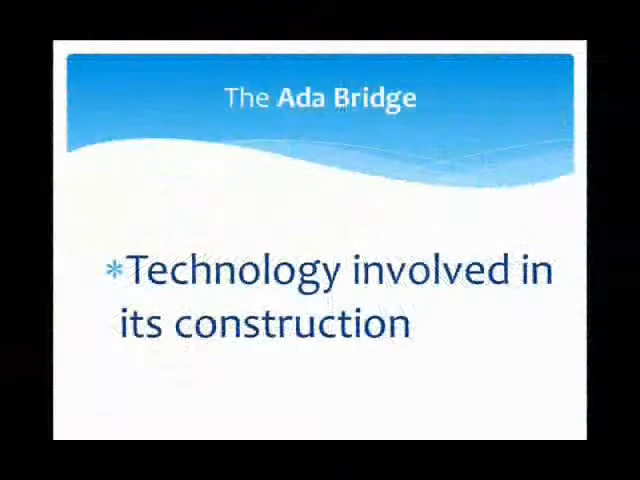 The Ada Bridge
*Technology involved in
its construction